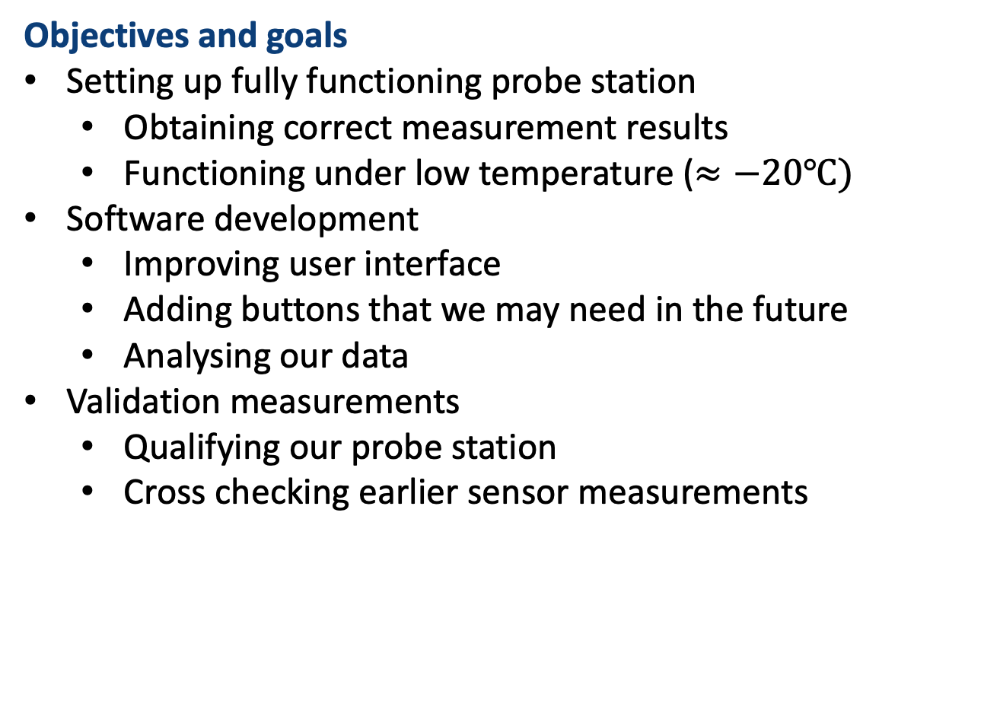 Objectives and goals
• Setting up fully functioning probe station
• Obtaining correct measurement results
• Functioning under low temperature (≈ −20℃)
• Software development
• Improving user interface
• Adding buttons that we may need in the future
• Analysing our data
• Validation measurements
• Qualifying our probe station
• Cross checking earlier sensor measurements